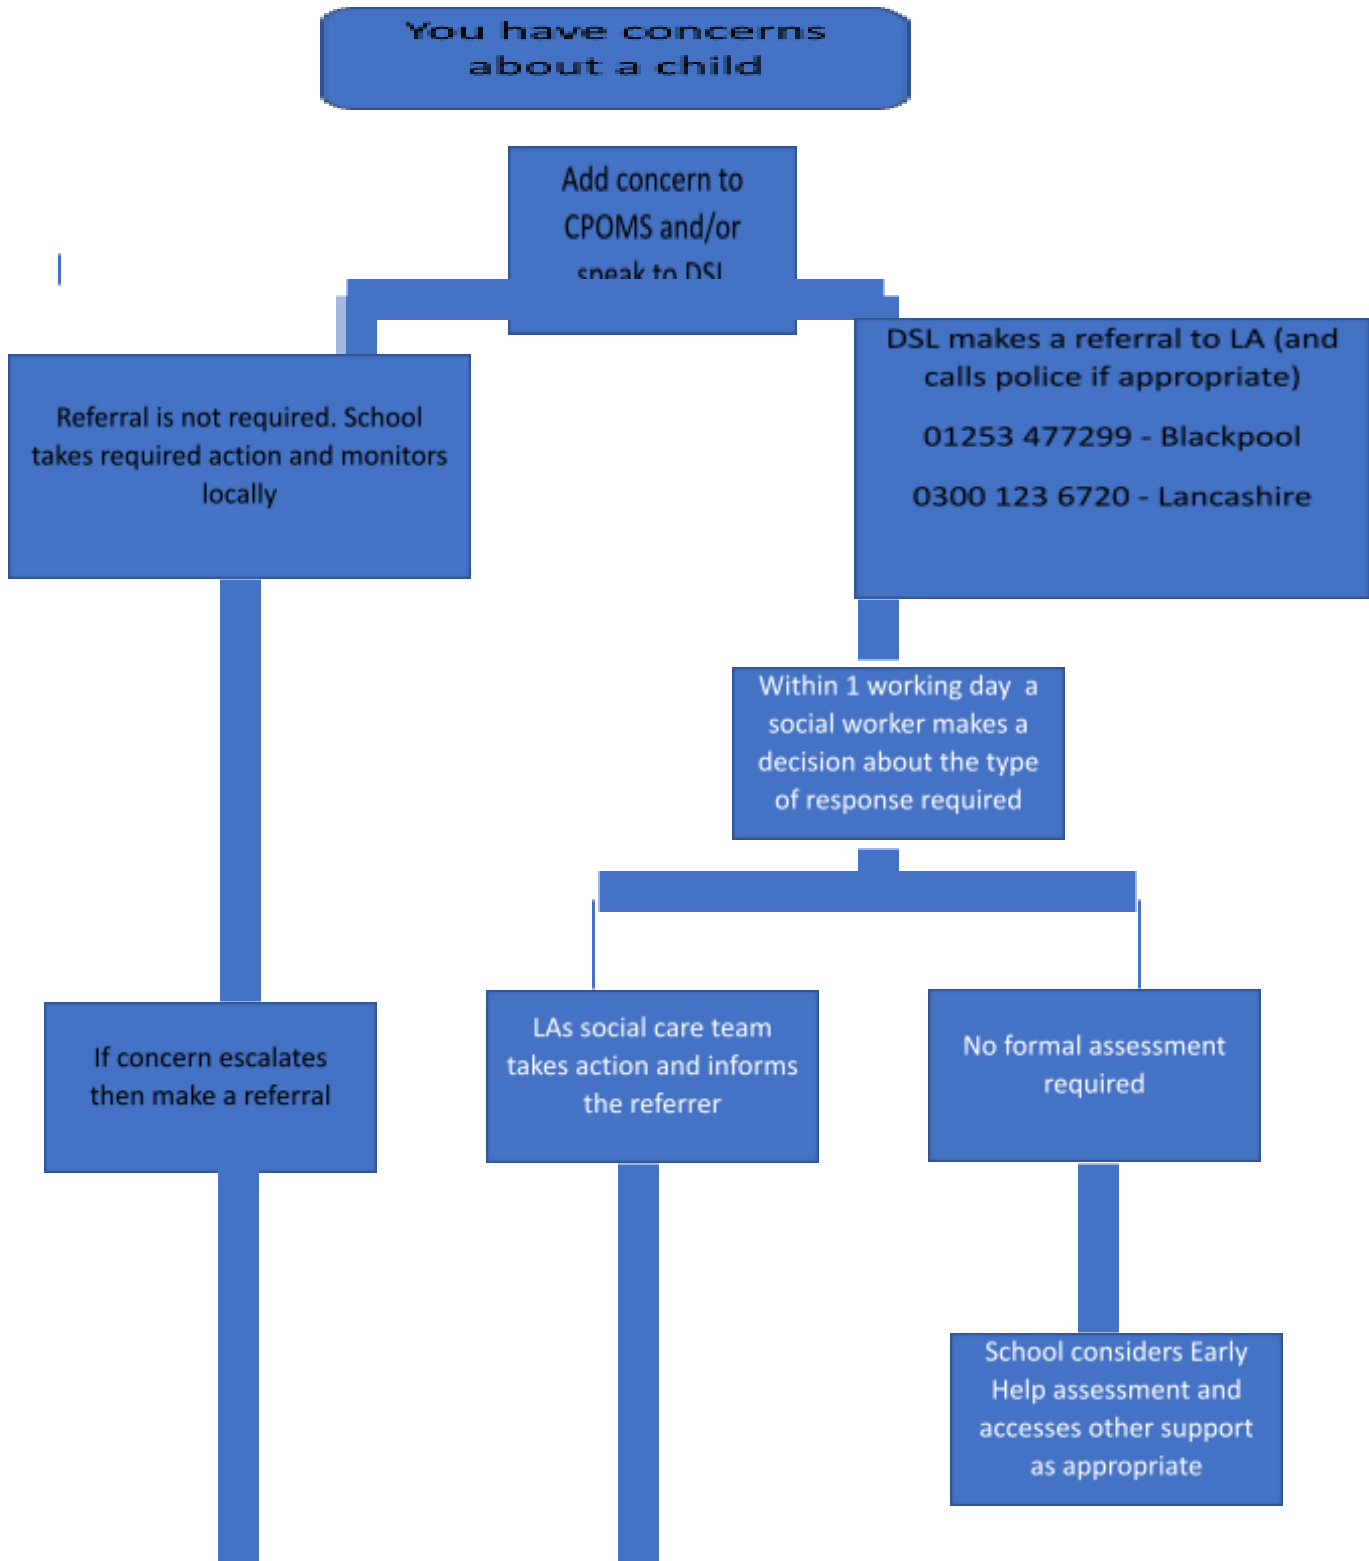 You have concerns
about a child
Add concern to
CPOMS and/or
speak to DSL
Referral is not required. School
takes required action and monitors
locally
DSL makes a referral to LA (and
calls police if appropriate)
01253 477299 - Blackpool
0300 123 6720 - Lancashire
Within 1 working day a
social worker makes a
decision about the type
of response required
If concern escalates
then make a referral
LAs social care team
takes action and informs
the referrer
No formal assessment
required
School considers Early
Help assessment and
accesses other support
as appropriate